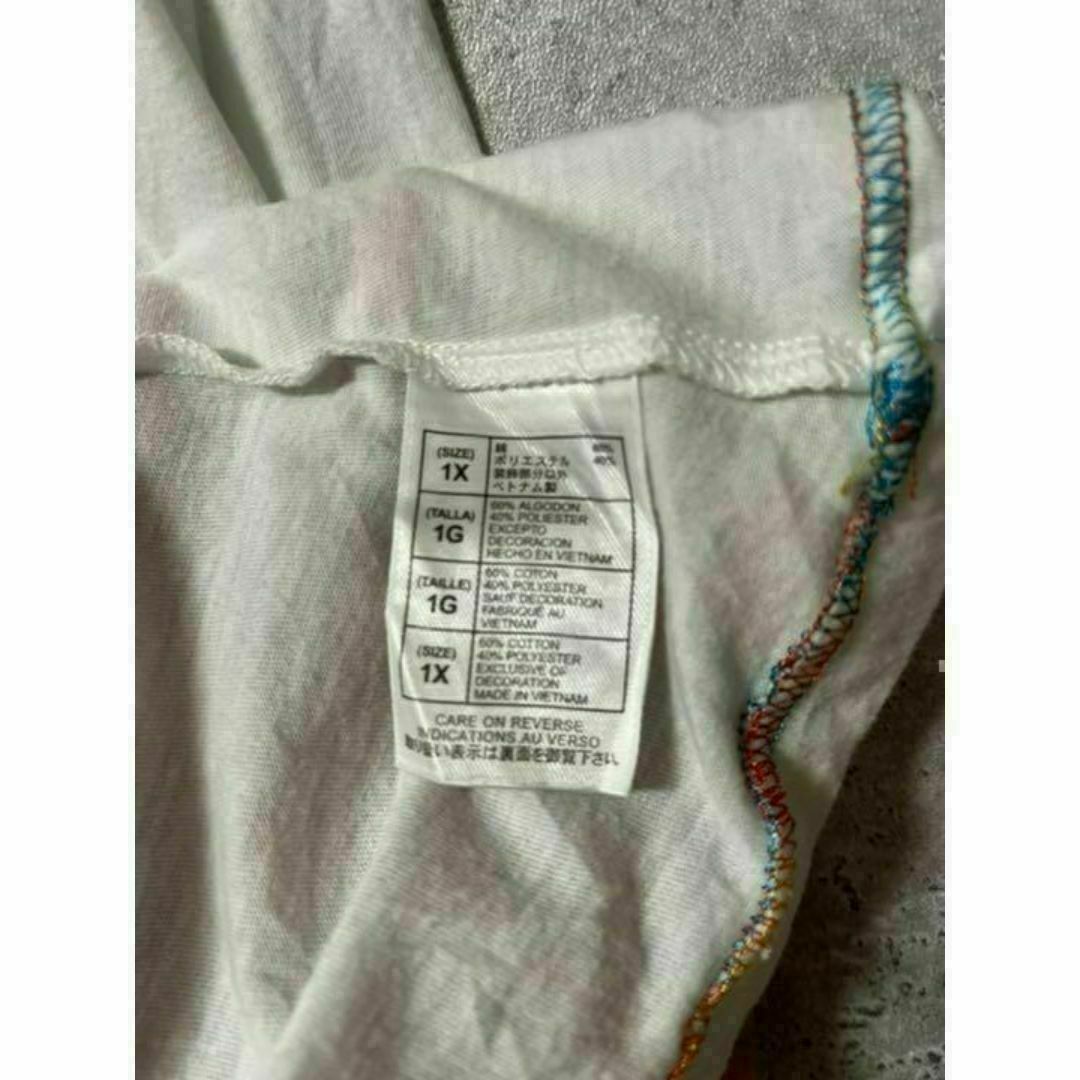 (SIZE)
1X
綿 60%
ポリエステル 40%
装飾部分以外
ベトナム製
(TALLA)
1G
60% ALGODON
40% POLIESTER
EXCEPTO
DECORACION
HECHO EN VIETNAM
(TAILLE)
1G
60% COTON
40% POLYESTER
SAUF DECORATION
FABRIQUÉ AU
VIETNAM
(SIZE)
1X
60% COTTON
40% POLYESTER
EXCLUSIVE OF
DECORATION
MADE IN VIETNAM
CARE ON REVERSE
INDICATIONS AU VERSO
取り扱い表示は裏面を御覧下さい。